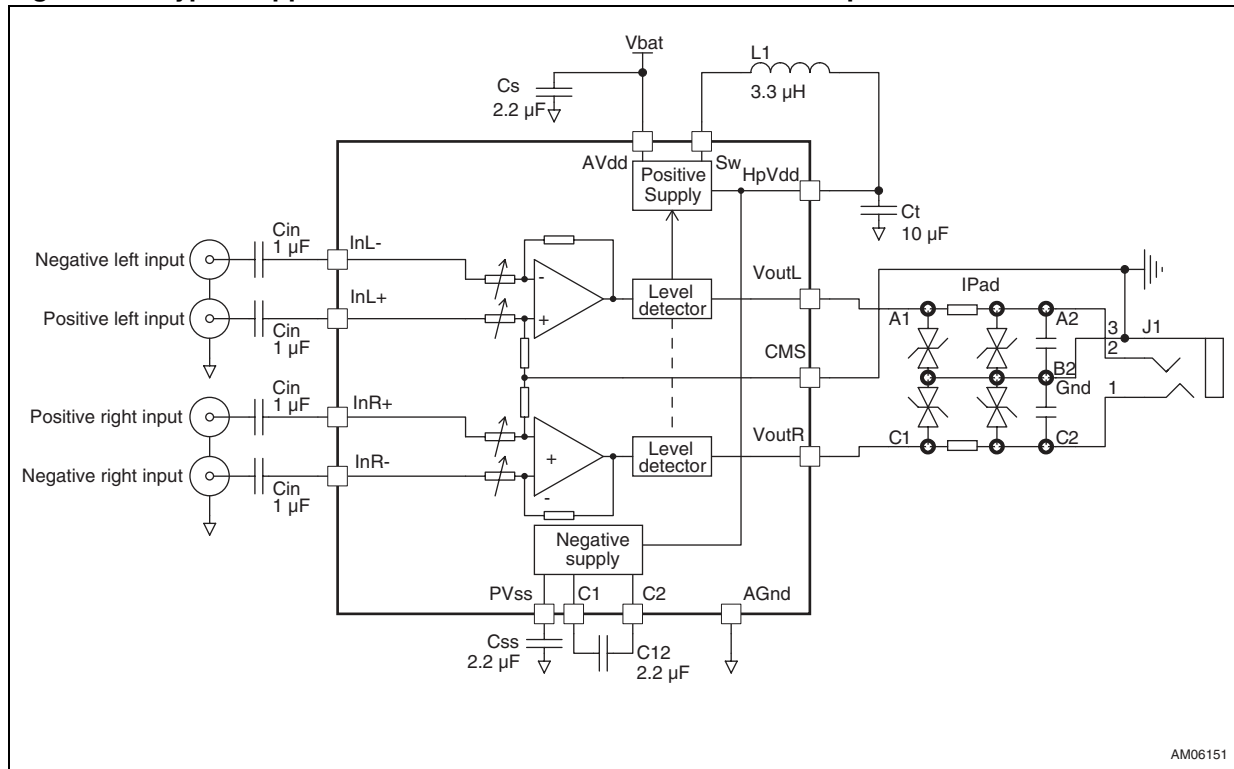 Vbat
L1
3.3 µH
Cs
2.2 µF
AVdd
Sw
HpVdd
Positive
Supply
Ct
10 µF
Cin
1 µF
InL-
Negative left input
-
VoutL
Level
detector
IPad
InL+
Positive left input
Cin
1 µF
+
A1
A2
3
J1
2
CMS
B2
Gnd
1
Cin
1 µF
InR+
Positive right input
VoutR
Level
detector
C1
C2
+
InR-
Negative right input
Cin
1 µF
-
Negative
supply
PVss
C1
C2
AGnd
Css
2.2 µF
C12
2.2 µF
AM06151